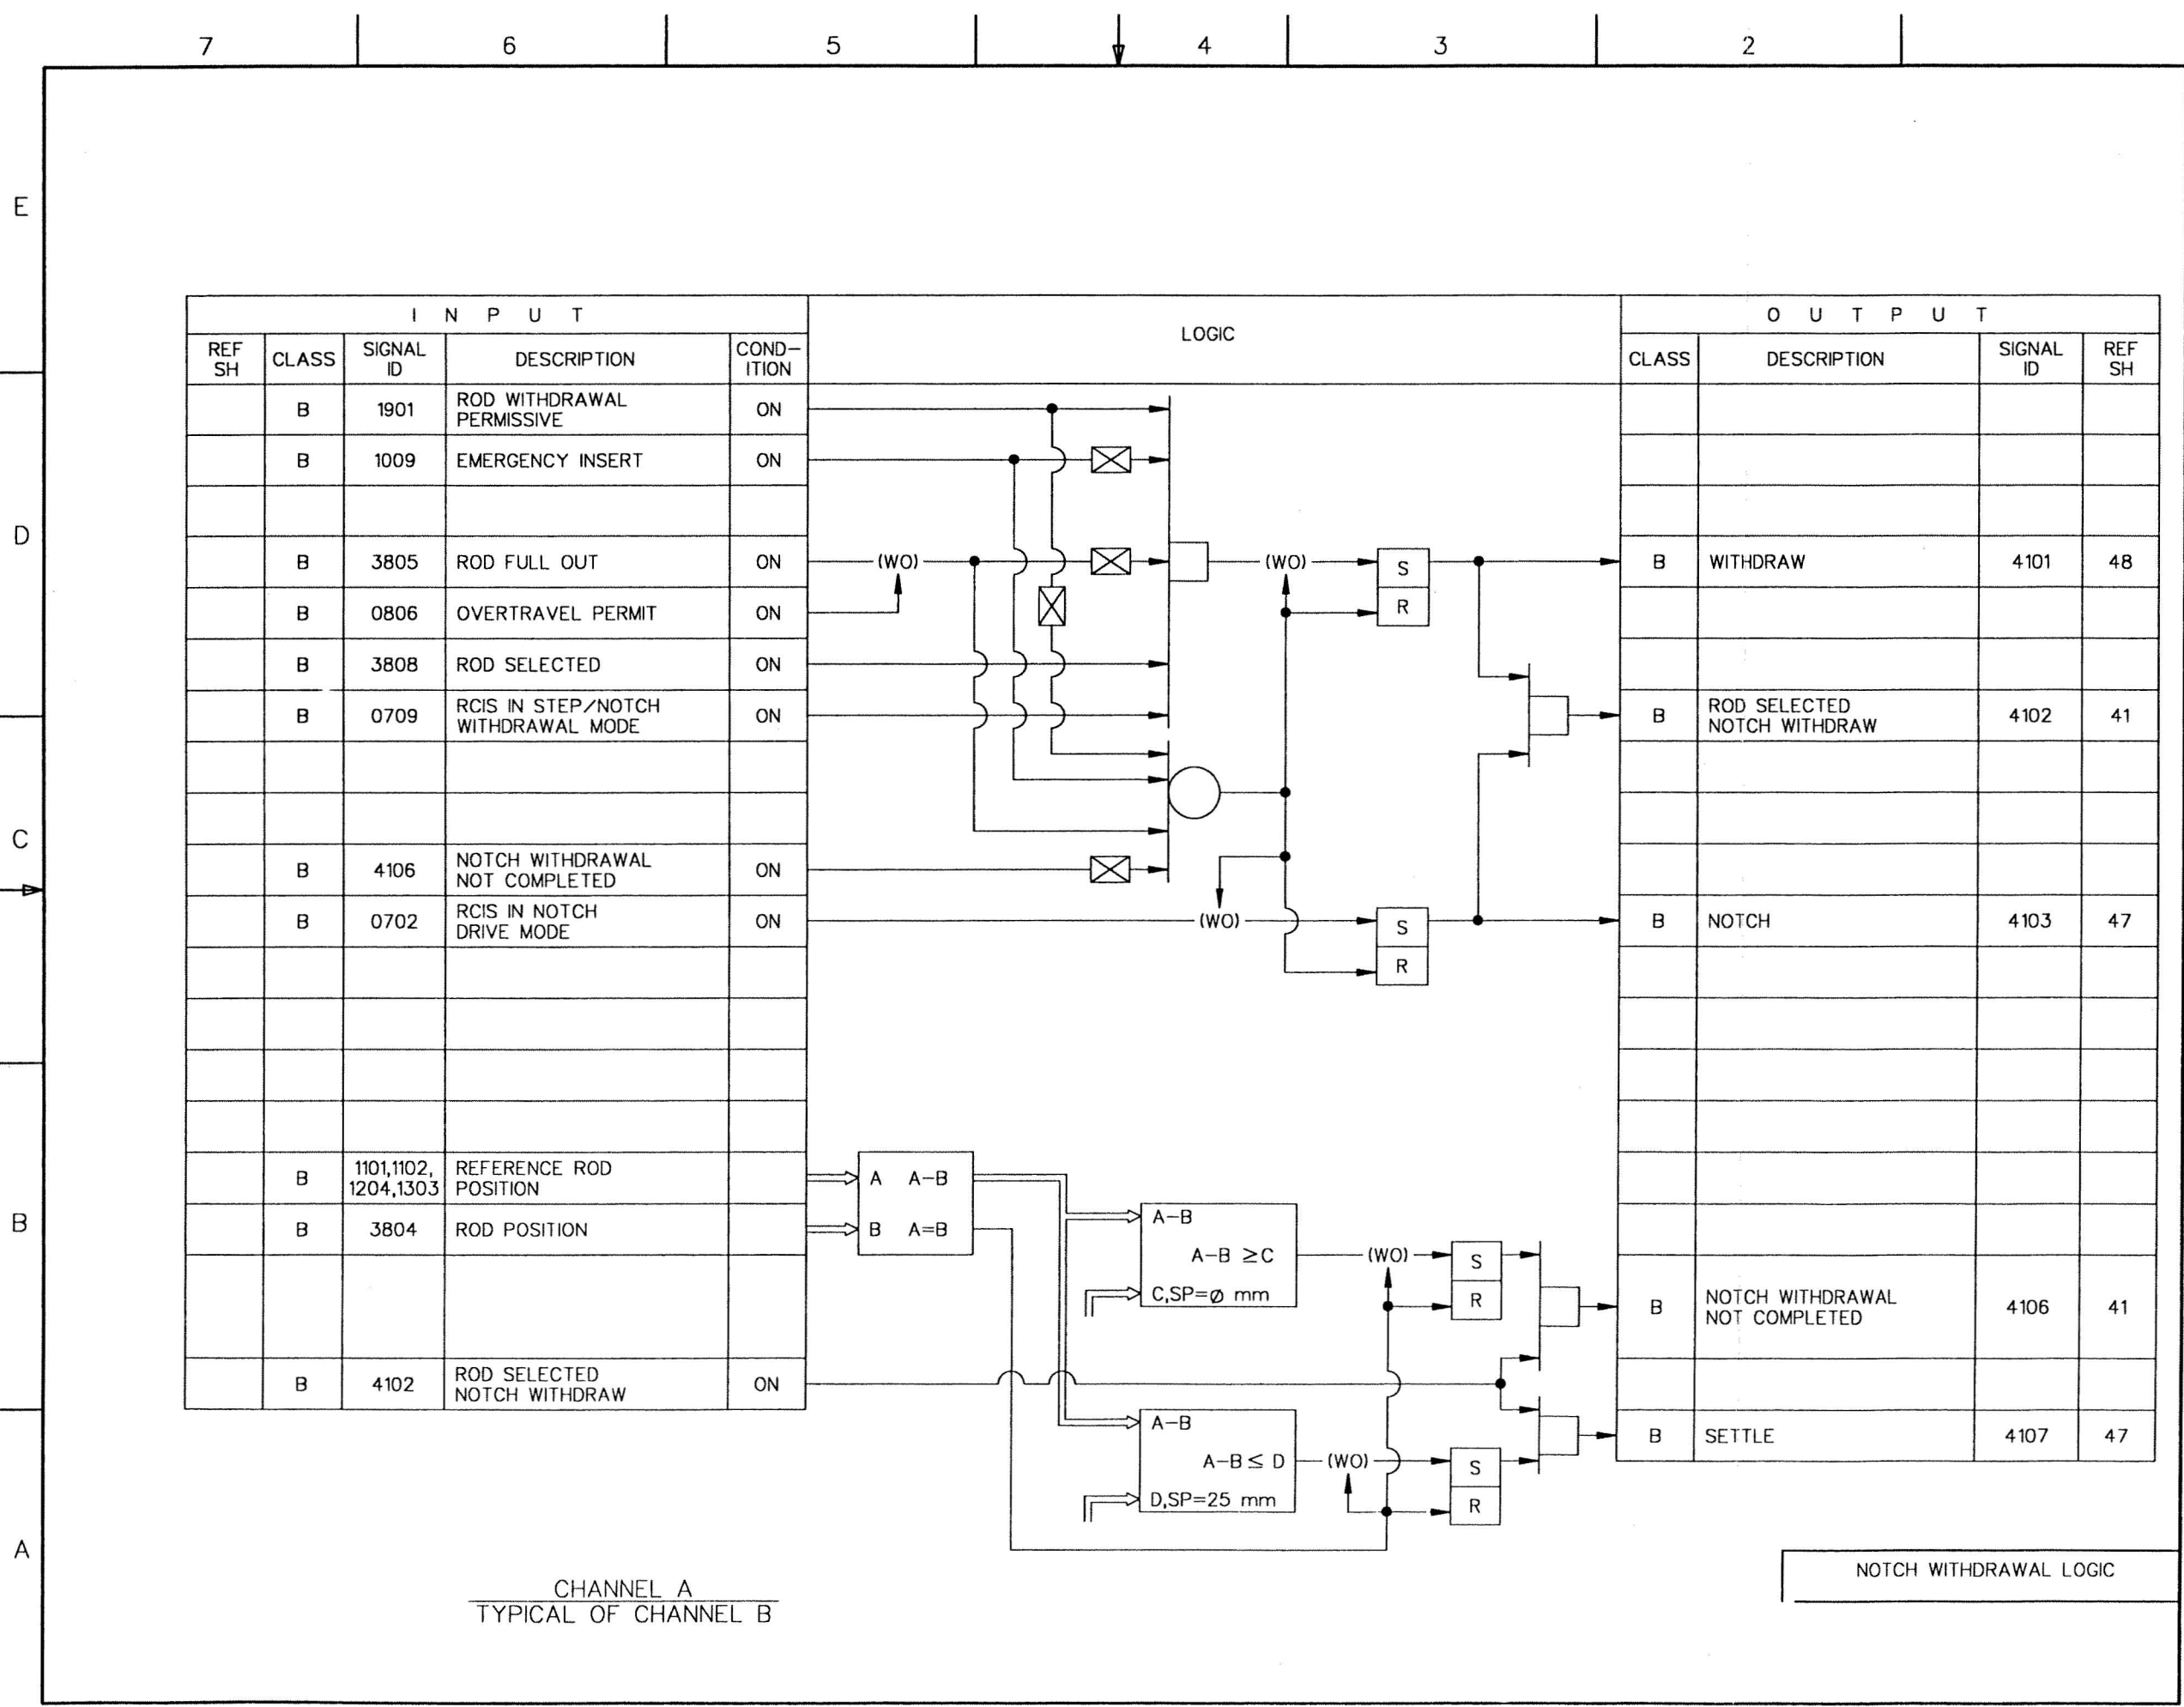 7 6 5 4 3 2
E
D
C
B
A
I N P U T
LOGIC
O U T P U T
REF SH
CLASS
SIGNAL ID
DESCRIPTION
COND-ITION
CLASS
DESCRIPTION
SIGNAL ID
REF SH
B 1901 ROD WITHDRAWAL PERMISSIVE ON
B 1009 EMERGENCY INSERT ON
B 3805 ROD FULL OUT ON
(WO) (WO) S
R
B WITHDRAW 4101 48
B 0806 OVERTRAVEL PERMIT ON
B 3808 ROD SELECTED ON
B 0709 RCIS IN STEP/NOTCH WITHDRAWAL MODE ON
B ROD SELECTED NOTCH WITHDRAW 4102 41
B 4106 NOTCH WITHDRAWAL NOT COMPLETED ON
B 0702 RCIS IN NOTCH DRIVE MODE ON
(WO) S
R
B NOTCH 4103 47
B 1101,1102, 1204,1303 REFERENCE ROD POSITION
A A-B
B 3804 ROD POSITION
B A=B
A-B
A-B ≥C
C,SP=Ø mm
(WO) S
R
B NOTCH WITHDRAWAL NOT COMPLETED 4106 41
B 4102 ROD SELECTED NOTCH WITHDRAW ON
A-B
A-B ≤ D
D,SP=25 mm
(WO) S
R
B SETTLE 4107 47
CHANNEL A
TYPICAL OF CHANNEL B
NOTCH WITHDRAWAL LOGIC